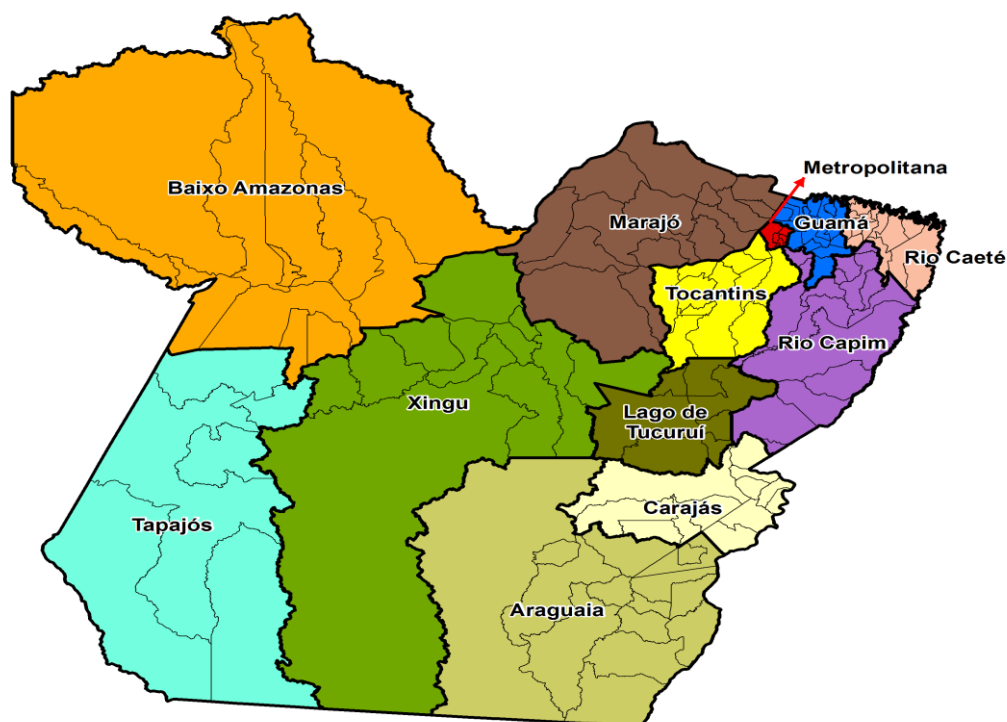 Metropolitana
Baixo Amazonas
Marajó
Guamá
Rio Caeté
Tocantins
Rio Capim
Xingu
Lago de
Tucuruí
Carajás
Tapajós
Araguaia